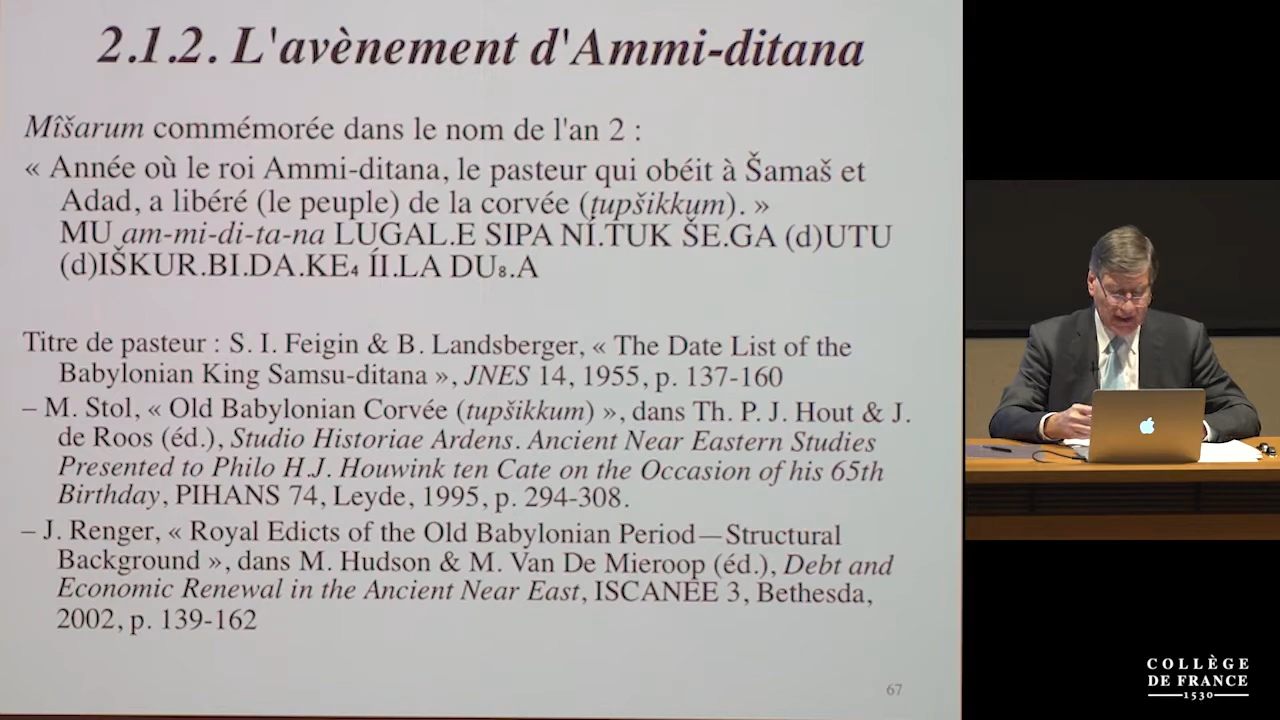 2.1.2. L'avènement d'Ammi-ditana
Mîšarum commémorée dans le nom de l'an 2 :
« Année où le roi Ammi-ditana, le pasteur qui obéit à Šamaš et
Adad, a libéré (le peuple) de la corvée (tupšikkum). »
MU am-mi-di-ta-na LUGAL.E SIPA NÍ.TUK ŠE.GA (d)UTU
(d)IŠKUR.BI.DA.KE₄ ÍI.LA DU₈.A
Titre de pasteur : S. I. Feigin & B. Landsberger, « The Date List of the
Babylonian King Samsu-ditana », JNES 14, 1955, p. 137-160
– M. Stol, « Old Babylonian Corvée (tupšikkum) », dans Th. P. J. Hout & J.
de Roos (éd.), Studio Historiae Ardens. Ancient Near Eastern Studies
Presented to Philo H.J. Houwink ten Cate on the Occasion of his 65th
Birthday, PIHANS 74, Leyde, 1995, p. 294-308.
– J. Renger, « Royal Edicts of the Old Babylonian Period—Structural
Background », dans M. Hudson & M. Van De Mieroop (éd.), Debt and
Economic Renewal in the Ancient Near East, ISCANEE 3, Bethesda,
2002, p. 139-162
67
COLLÈGE
DE FRANCE
1530